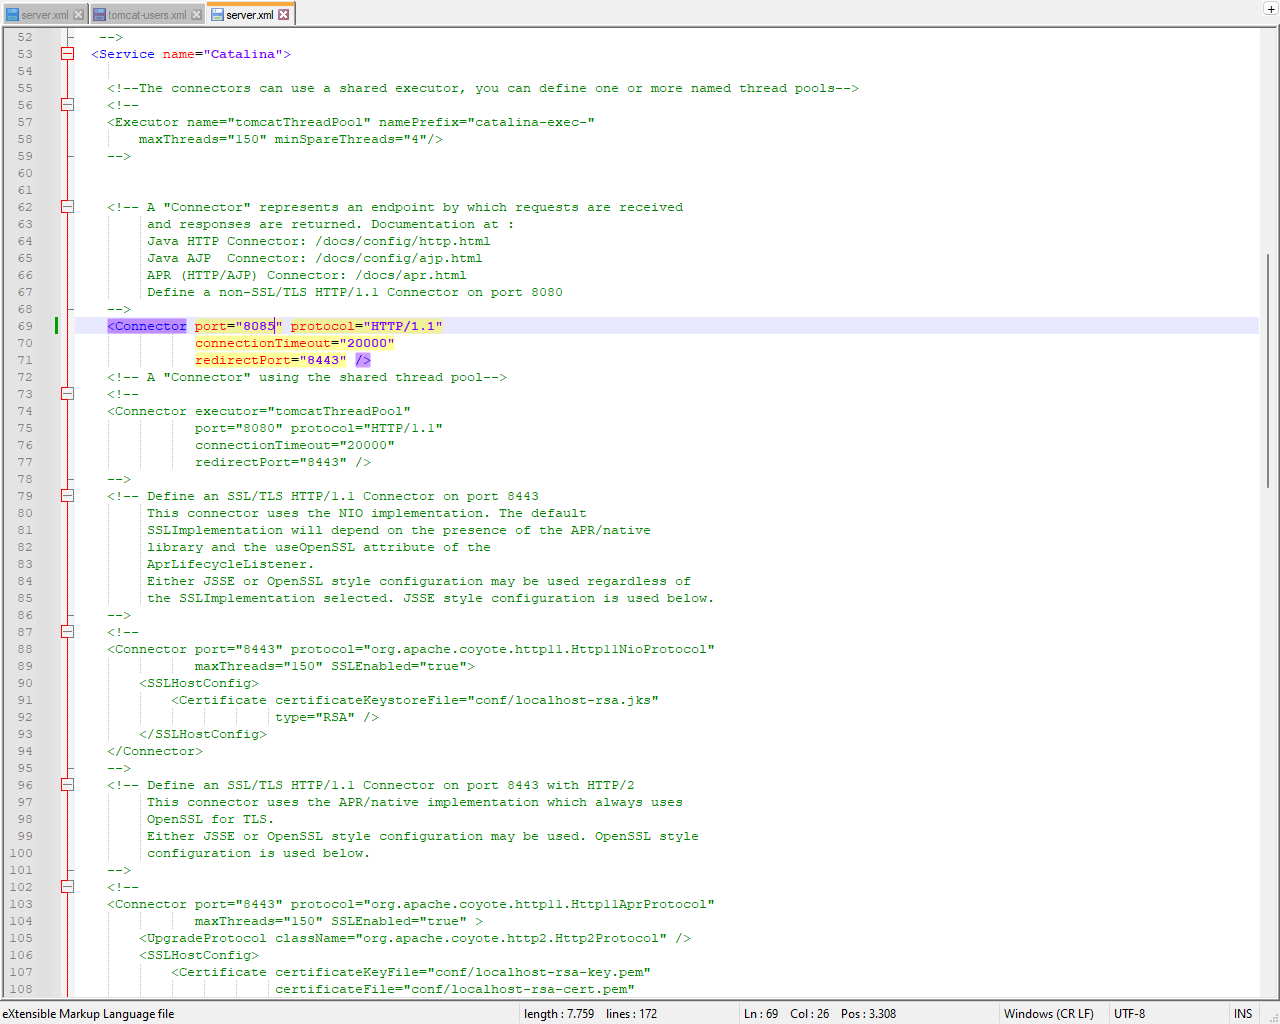 server.xml tomcat-users.xml server.xml +
52 -->
53 <Service name="Catalina">
54
55 <!--The connectors can use a shared executor, you can define one or more named thread pools-->
56 <!--
57 <Executor name="tomcatThreadPool" namePrefix="catalina-exec-"
58 maxThreads="150" minSpareThreads="4"/>
59 -->
60
61
62 <!-- A "Connector" represents an endpoint by which requests are received
63 and responses are returned. Documentation at :
64 Java HTTP Connector: /docs/config/http.html
65 Java AJP  Connector: /docs/config/ajp.html
66 APR (HTTP/AJP) Connector: /docs/apr.html
67 Define a non-SSL/TLS HTTP/1.1 Connector on port 8080
68 -->
69 <Connector port="8085" protocol="HTTP/1.1"
70 connectionTimeout="20000"
71 redirectPort="8443" />
72 <!-- A "Connector" using the shared thread pool-->
73 <!--
74 <Connector executor="tomcatThreadPool"
75 port="8080" protocol="HTTP/1.1"
76 connectionTimeout="20000"
77 redirectPort="8443" />
78 -->
79 <!-- Define an SSL/TLS HTTP/1.1 Connector on port 8443
80 This connector uses the NIO implementation. The default
81 SSLImplementation will depend on the presence of the APR/native
82 library and the useOpenSSL attribute of the
83 AprLifecycleListener.
84 Either JSSE or OpenSSL style configuration may be used regardless of
85 the SSLImplementation selected. JSSE style configuration is used below.
86 -->
87 <!--
88 <Connector port="8443" protocol="org.apache.coyote.http11.Http11NioProtocol"
89 maxThreads="150" SSLEnabled="true">
90 <SSLHostConfig>
91 <Certificate certificateKeystoreFile="conf/localhost-rsa.jks"
92 type="RSA" />
93 </SSLHostConfig>
94 </Connector>
95 -->
96 <!-- Define an SSL/TLS HTTP/1.1 Connector on port 8443 with HTTP/2
97 This connector uses the APR/native implementation which always uses
98 OpenSSL for TLS.
99 Either JSSE or OpenSSL style configuration may be used. OpenSSL style
100 configuration is used below.
101 -->
102 <!--
103 <Connector port="8443" protocol="org.apache.coyote.http11.Http11AprProtocol"
104 maxThreads="150" SSLEnabled="true" >
105 <UpgradeProtocol className="org.apache.coyote.http2.Http2Protocol" />
106 <SSLHostConfig>
107 <Certificate certificateKeyFile="conf/localhost-rsa-key.pem"
108 certificateFile="conf/localhost-rsa-cert.pem"
eXtensible Markup Language file length : 7.759 lines : 172 Ln : 69 Col : 26 Pos : 3.308 Windows (CR LF) UTF-8 INS